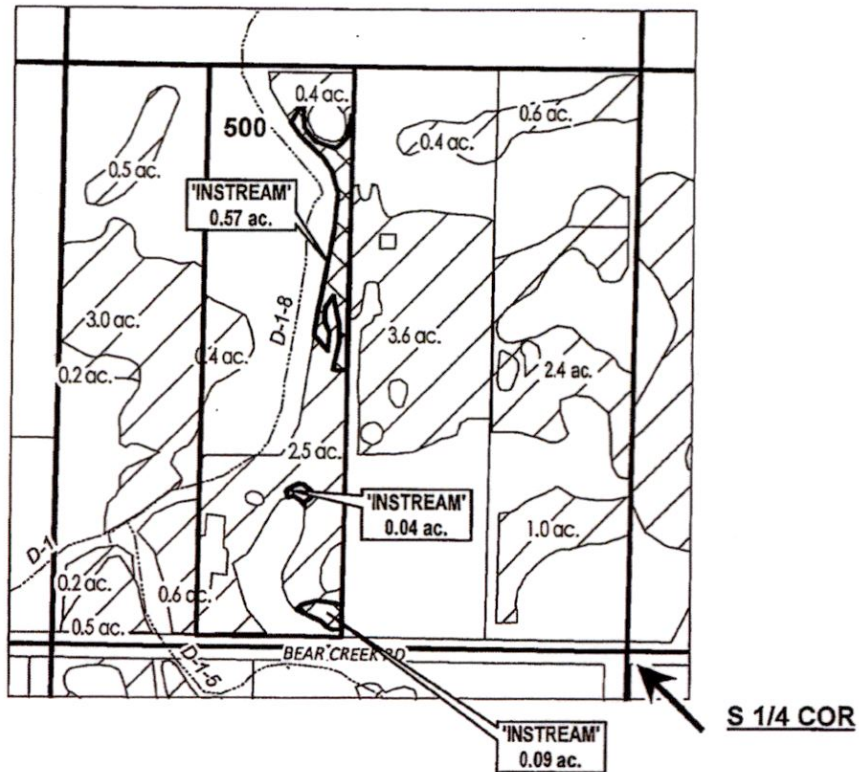 0.4 ac.
0.6 ac.
500
0.4 ac.
0.5 ac.
'INSTREAM'
0.57 ac.
D-1-8
3.0 ac.
0.4 ac.
3.6 ac.
0.2 ac.
2.4 ac.
2.5 ac.
'INSTREAM'
0.04 ac.
1.0 ac.
D-1
0.2 ac.
0.6 ac.
0.5 ac.
BEAR CREEK RD
D-1-5
S 1/4 COR
'INSTREAM'
0.09 ac.